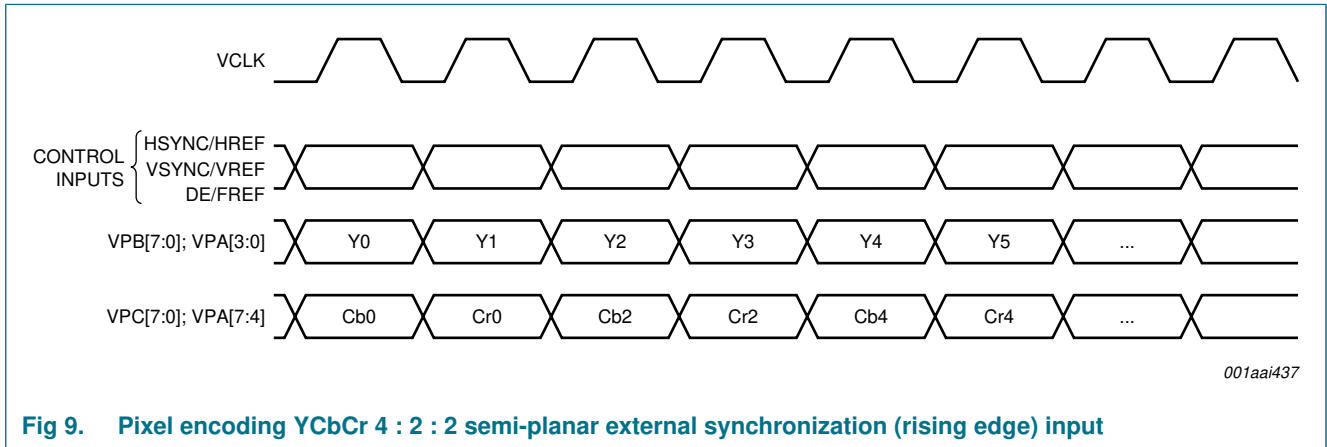 VCLK
CONTROL INPUTS
HSYNC/HREF
VSYNC/VREF
DE/FREF
VPB[7:0]; VPA[3:0] Y0 Y1 Y2 Y3 Y4 Y5 ...
VPC[7:0]; VPA[7:4] Cb0 Cr0 Cb2 Cr2 Cb4 Cr4 ...
001aai437
Fig 9. Pixel encoding YCbCr 4 : 2 : 2 semi-planar external synchronization (rising edge) input